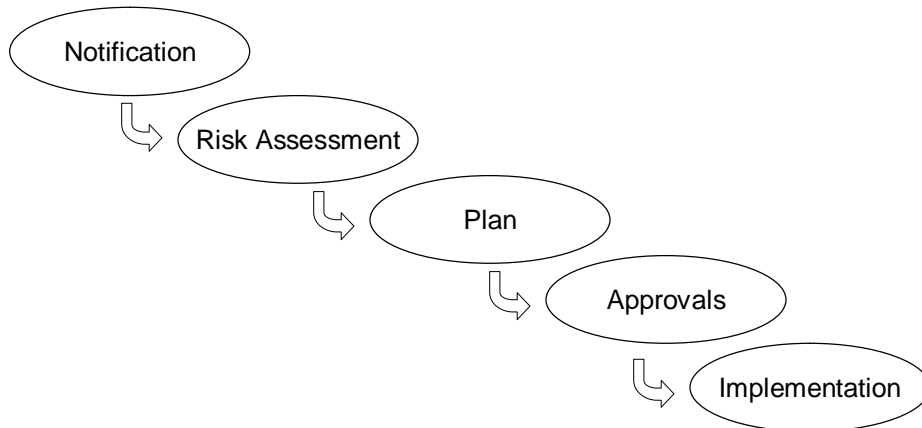 Notification
Risk Assessment
Plan
Approvals
Implementation